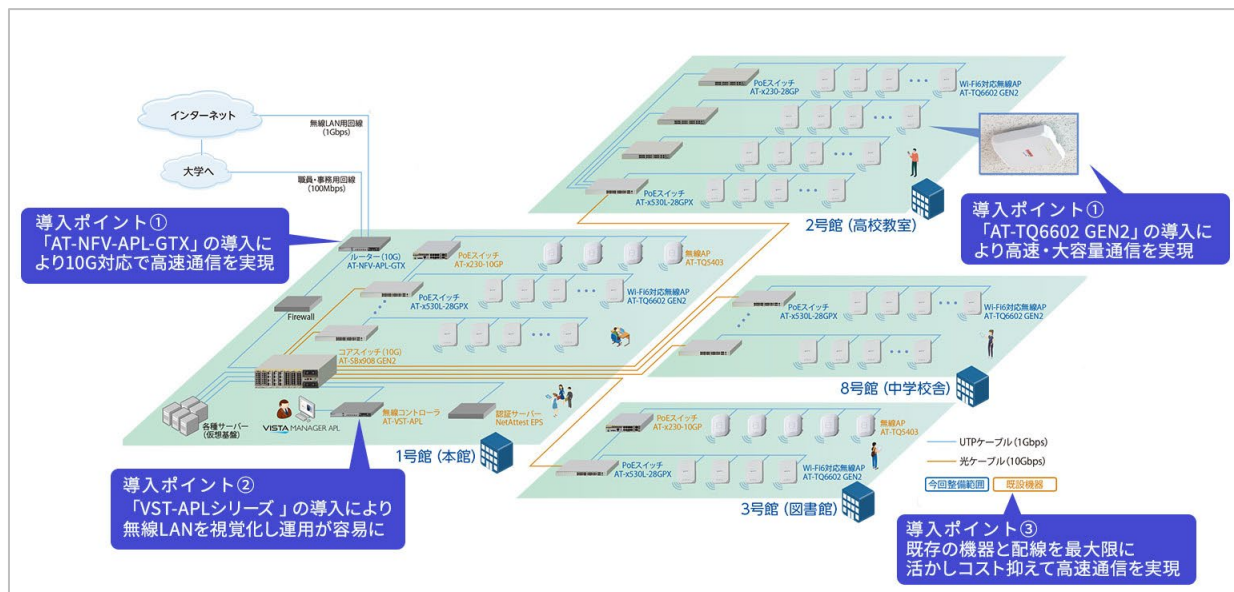 インターネット
無線LAN用回線
(1Gbps)
大学へ
職員・事務用回線
(100Mbps)
導入ポイント①
「AT-NFV-APL-GTX」の導入に
より10G対応で高速通信を実現
ルーター(10G)
AT-NFV-APL-GTX
PoEスイッチ
AT-x230-10GP
無線AP
AT-TQ5403
PoEスイッチ
AT-x530L-28GPX
Wi-Fi6対応無線AP
AT-TQ6602 GEN2
Firewall
コアスイッチ(10G)
AT-SBx908 GEN2
各種サーバー
(仮想基盤)
VISTA MANAGER APL
無線コントローラ
AT-VST-APL
認証サーバー
NetAttest EPS
1号館 (本館)
導入ポイント②
「VST-APLシリーズ 」の導入により
無線LANを視覚化し運用が容易に
PoEスイッチ
AT-x230-28GP
Wi-Fi6対応無線AP
AT-TQ6602 GEN2
PoEスイッチ
AT-x530L-28GPX
2号館 (高校教室)
導入ポイント①
「AT-TQ6602 GEN2」の導入に
より高速・大容量通信を実現
PoEスイッチ
AT-x530L-28GPX
Wi-Fi6対応無線AP
AT-TQ6602 GEN2
8号館 (中学校舎)
PoEスイッチ
AT-x230-10GP
無線AP
AT-TQ5403
PoEスイッチ
AT-x530L-28GPX
Wi-Fi6対応無線AP
AT-TQ6602 GEN2
3号館 (図書館)
UTPケーブル(1Gbps)
光ケーブル(10Gbps)
今回整備範囲
既設機器
導入ポイント③
既存の機器と配線を最大限に
活かしコスト抑えて高速通信を実現